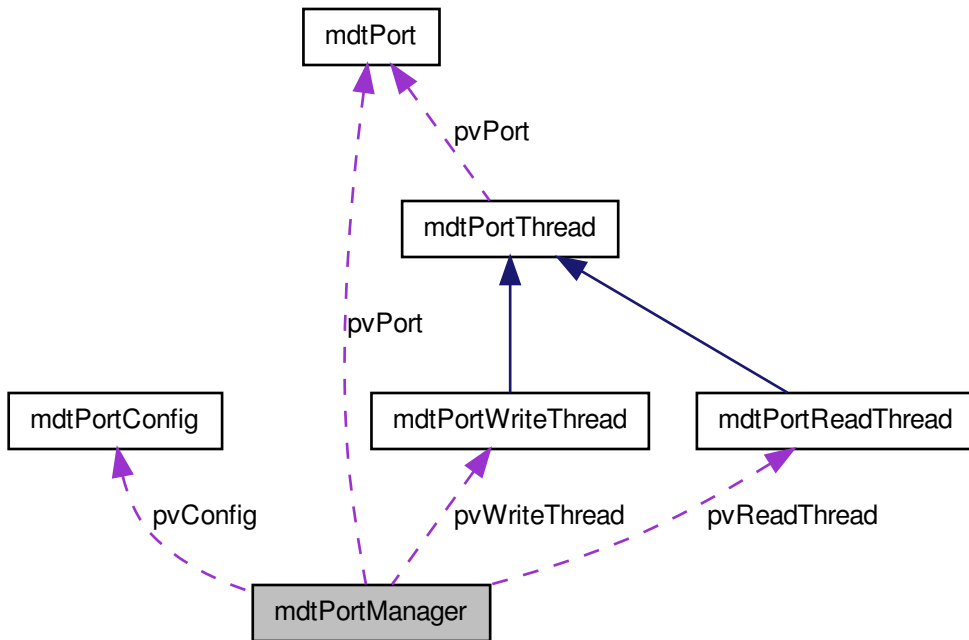 mdtPort
pvPort
mdtPortThread
pvPort
mdtPortConfig
mdtPortWriteThread
mdtPortReadThread
pvConfig
pvWriteThread
pvReadThread
mdtPortManager